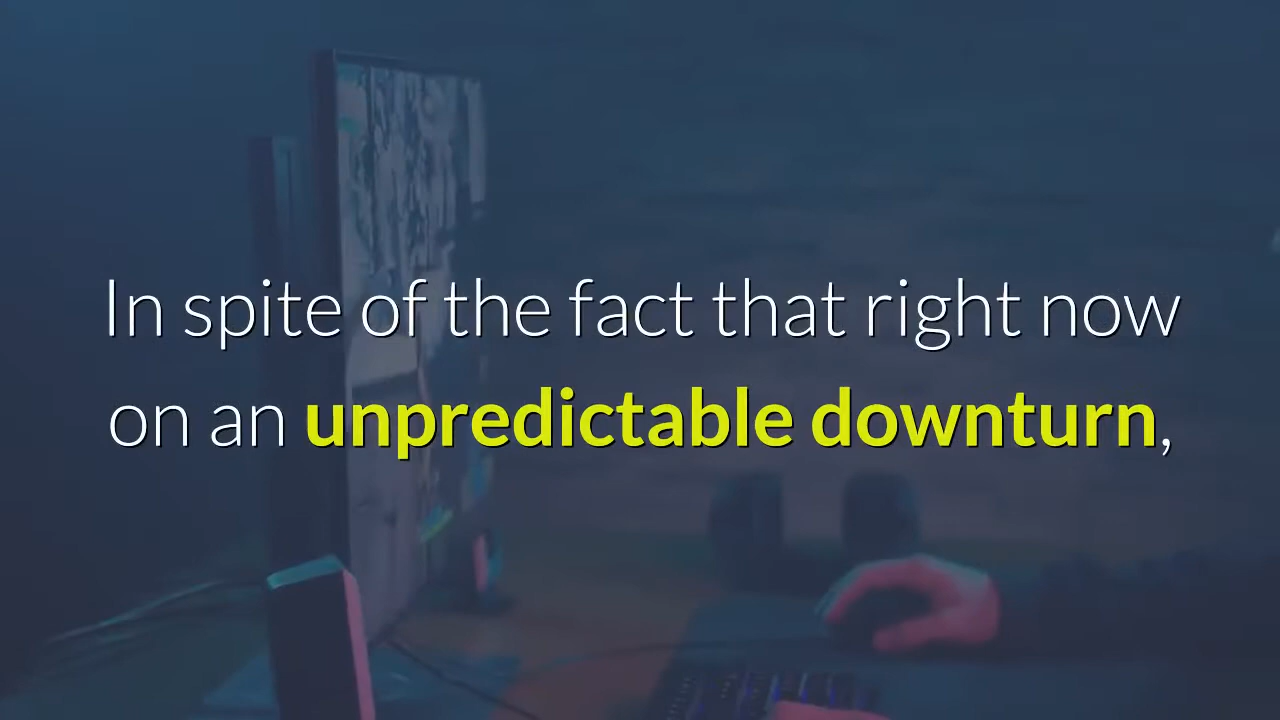 In spite of the fact that right now
on an unpredictable downturn,